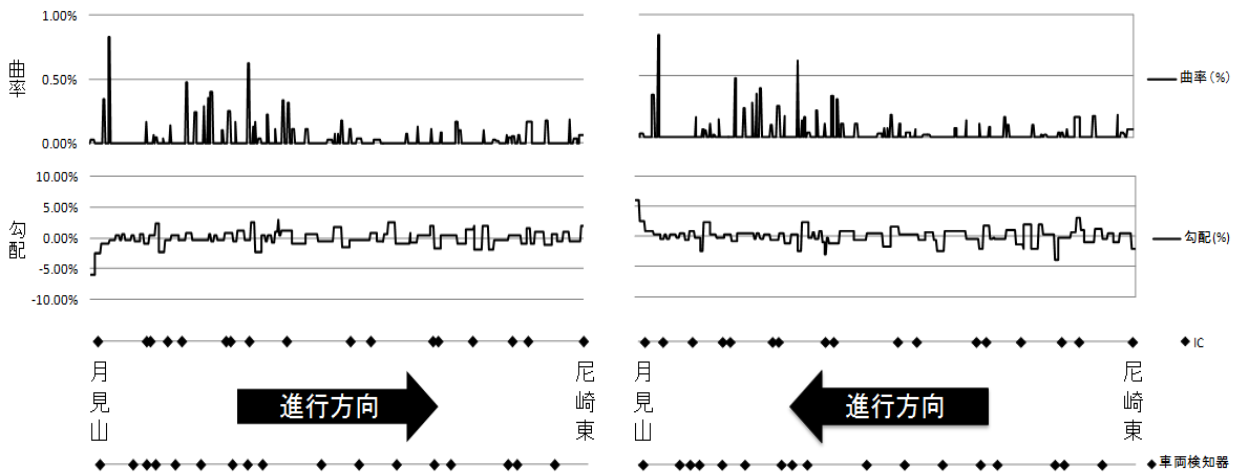 1.00%
0.50%
0.00%
曲率
曲率(%)
10.00%
5.00%
0.00%
-5.00%
-10.00%
勾配
勾配(%)
IC
月見山
尼崎東
月見山
尼崎東
進行方向
進行方向
車両検知器